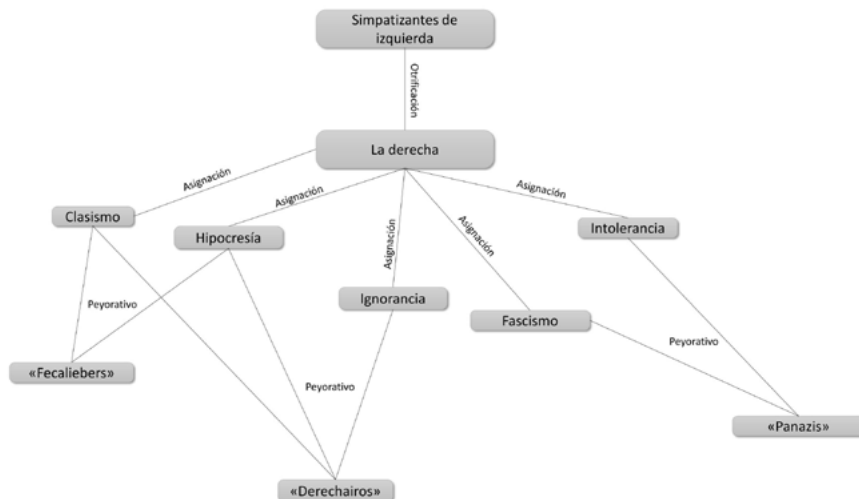 Simpatizantes de
izquierda
Otrificación
La derecha
Asignación
Asignación
Asignación
Asignación
Asignación
Clasismo
Hipocresía
Ignorancia
Fascismo
Intolerancia
Peyorativo
Peyorativo
Peyorativo
«Fecaliebers»
«Derechairos»
«Panazis»